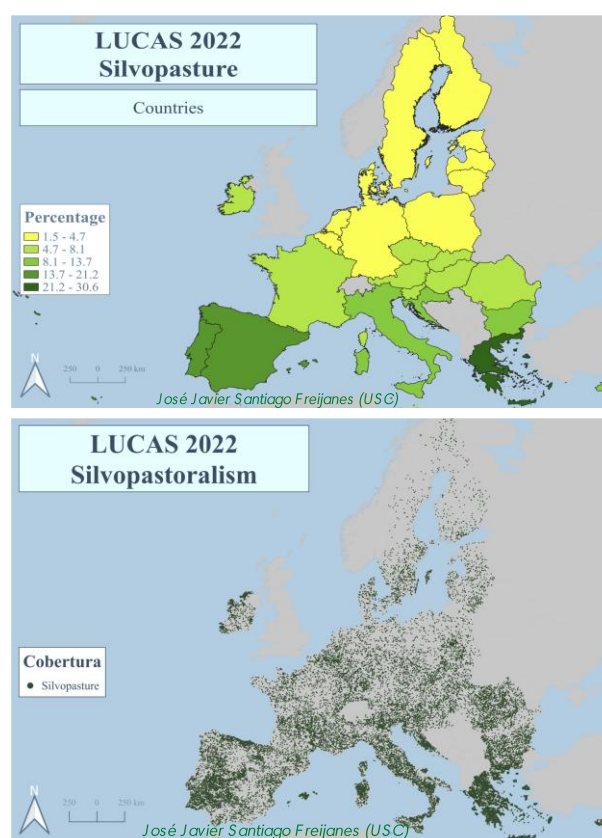 LUCAS 2022
Silvopasture
Countries
Percentage
1.5 - 4.7
4.7 - 8.1
8.1 - 13.7
13.7 - 21.2
21.2 - 30.6
N
250 0 250 km
José Javier Santiago Freijanes (USC)
LUCAS 2022
Silvopastoralism
Cobertura
Silvopasture
N
250 0 250 km
José Javier Santiago Freijanes (USC)